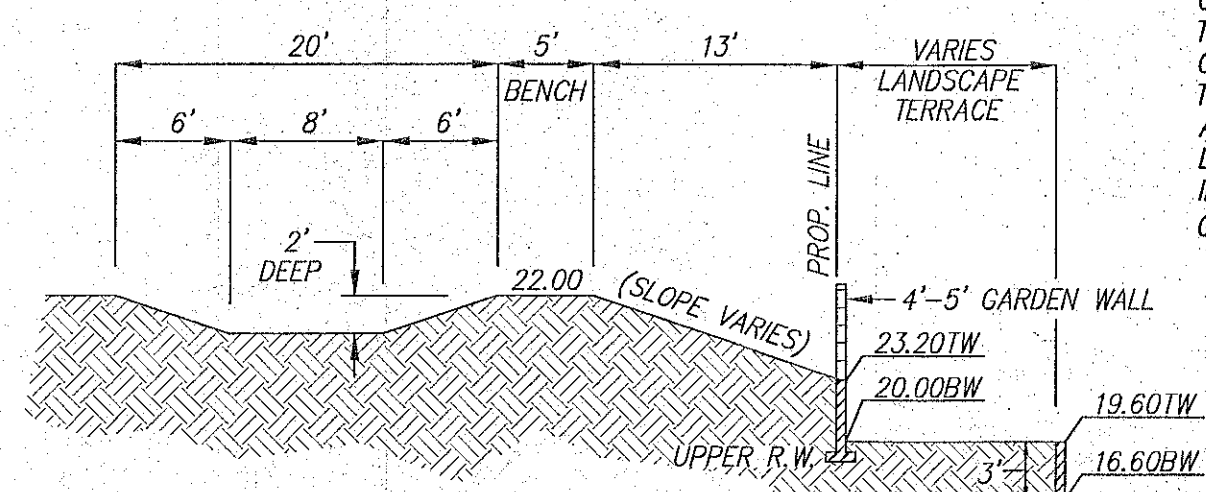 20'
5'
13'
VARIES
BENCH
LANDSCAPE
TERRACE
6'
8'
6'
PROP. LINE
2'
DEEP
22.00
(SLOPE VARIES)
4'-5' GARDEN WALL
23.20TW
20.00BW
19.60TW
UPPER R.W.
3'
16.60BW